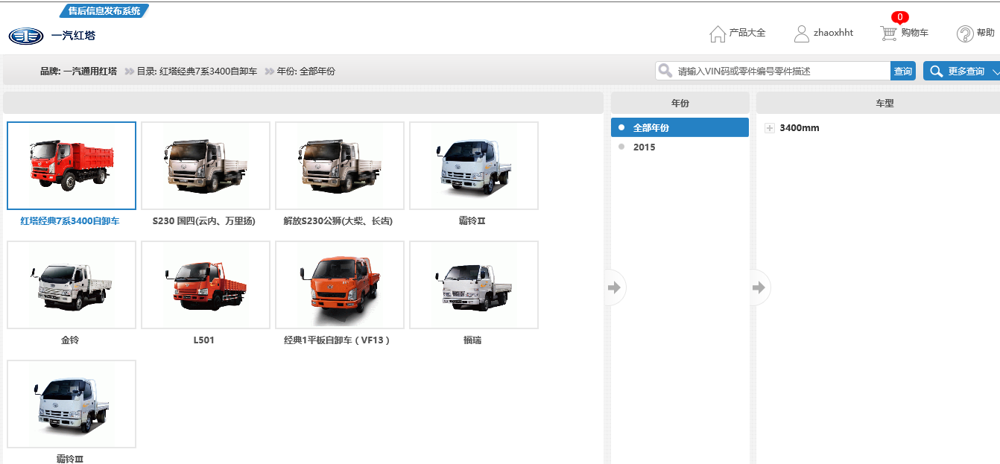 售后信息发布系统
一汽红塔
产品大全
zhaoxhht
0
购物车
帮助
品牌: 一汽通用红塔
目录: 红塔经典7系3400自卸车
年份: 全部年份
请输入VIN码或零件编号零件描述
查询
更多查询
年份
车型
全部年份
2015
3400mm
红塔经典7系3400自卸车
S230 国四(云内、万里扬)
解放S230公狮(大柴、长齿)
霸铃Ⅱ
金铃
L501
经典1平板自卸车（VF13）
福瑞
霸铃Ⅲ